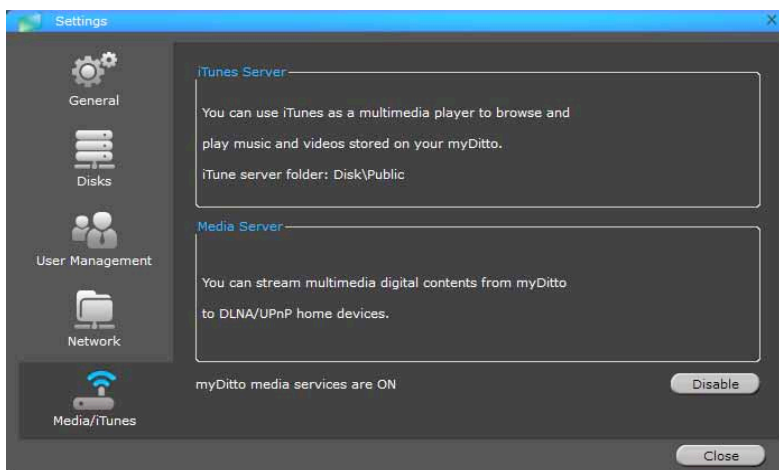 Settings
X
General
Disks
User Management
Network
Media/iTunes
iTunes Server
You can use iTunes as a multimedia player to browse and
play music and videos stored on your myDitto.
iTune server folder: Disk\Public
Media Server
You can stream multimedia digital contents from myDitto
to DLNA/UPnP home devices.
myDitto media services are ON
Disable
Close